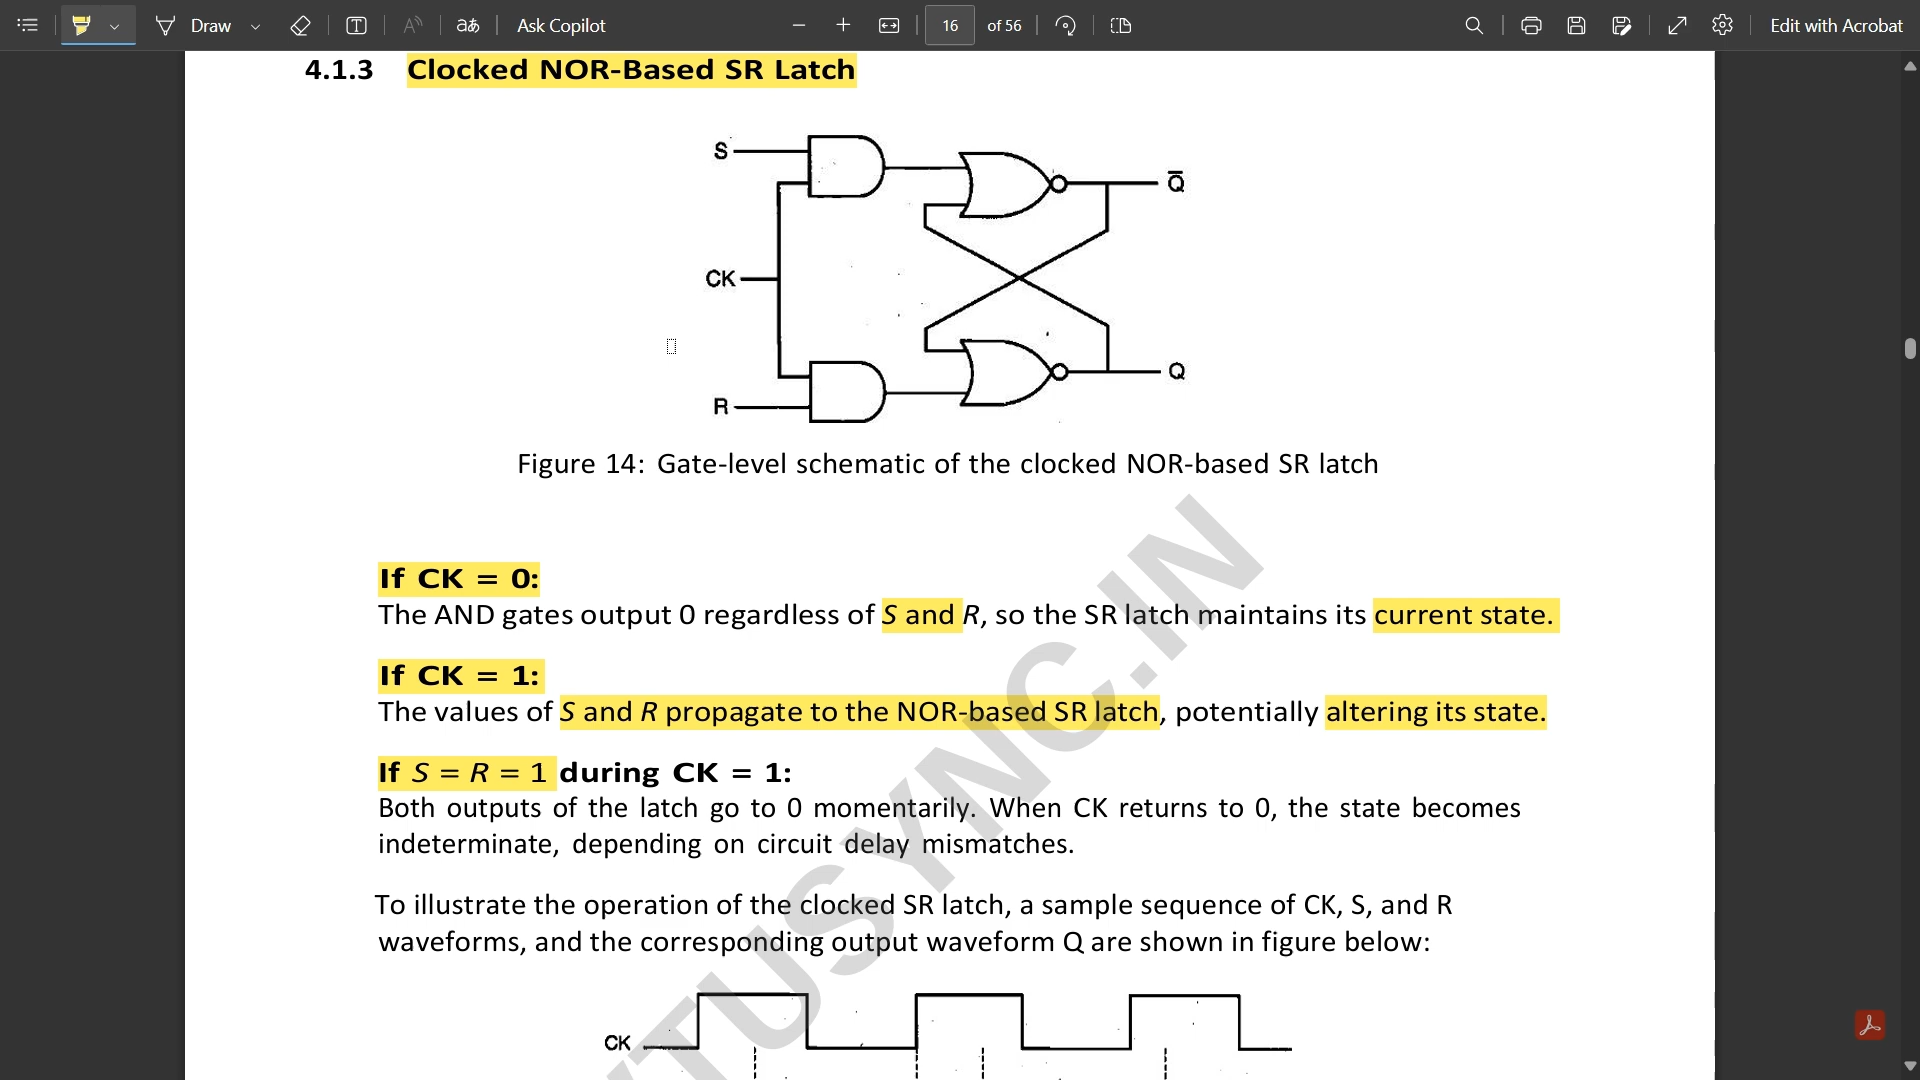 Draw
Ask Copilot
16 of 56
Edit with Acrobat
4.1.3 Clocked NOR-Based SR Latch
S
Q̅
CK
Q
R
Figure 14: Gate-level schematic of the clocked NOR-based SR latch
If CK = 0:
The AND gates output 0 regardless of S and R, so the SR latch maintains its current state.
If CK = 1:
The values of S and R propagate to the NOR-based SR latch, potentially altering its state.
If S = R = 1 during CK = 1:
Both outputs of the latch go to 0 momentarily. When CK returns to 0, the state becomes
indeterminate, depending on circuit delay mismatches.
To illustrate the operation of the clocked SR latch, a sample sequence of CK, S, and R
waveforms, and the corresponding output waveform Q are shown in figure below:
CK
VTUSYNC.IN